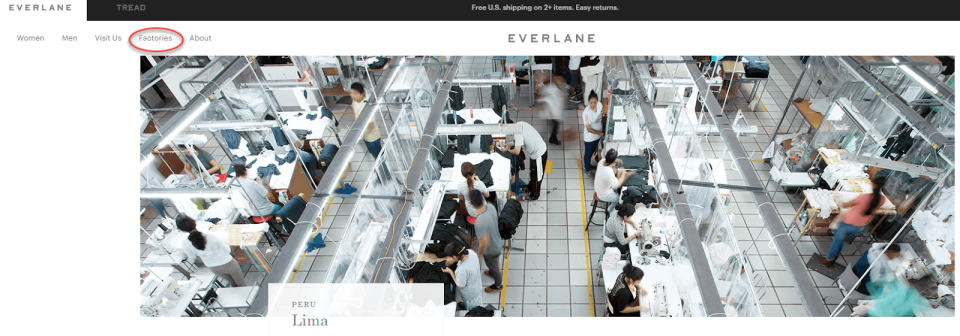 EVERLANE TREAD Free U.S. shipping on 2+ items. Easy returns.
Women Men Visit Us Factories About EVERLANE
PERU
Lima